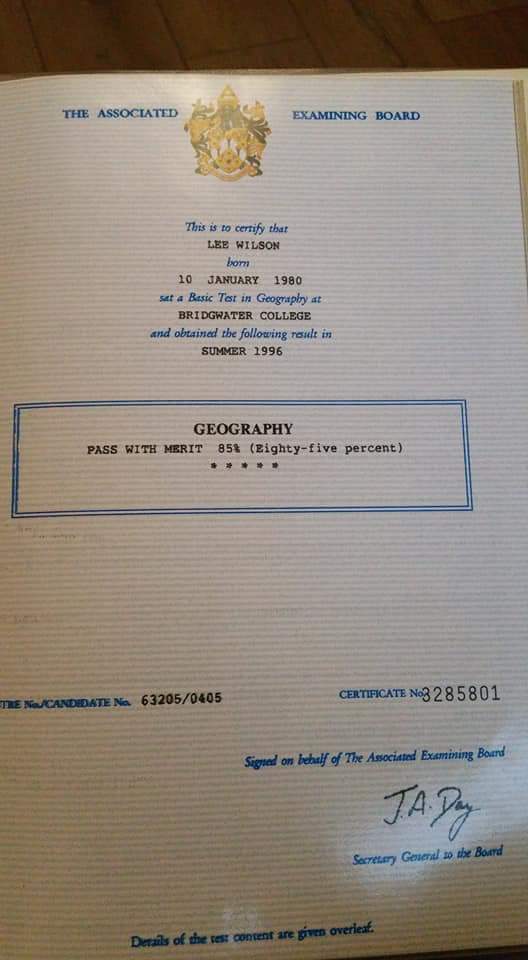 THE ASSOCIATED EXAMINING BOARD
This is to certify that
LEE WILSON
born
10 JANUARY 1980
sat a Basic Test in Geography at
BRIDGWATER COLLEGE
and obtained the following result in
SUMMER 1996
GEOGRAPHY
PASS WITH MERIT 85% (Eighty-five percent)
* * * * *
TRE No./CANDIDATE No. 63205/0405 CERTIFICATE No. 3285801
Signed on behalf of The Associated Examining Board
J.A. Day
Secretary General to the Board
Details of the test content are given overleaf.